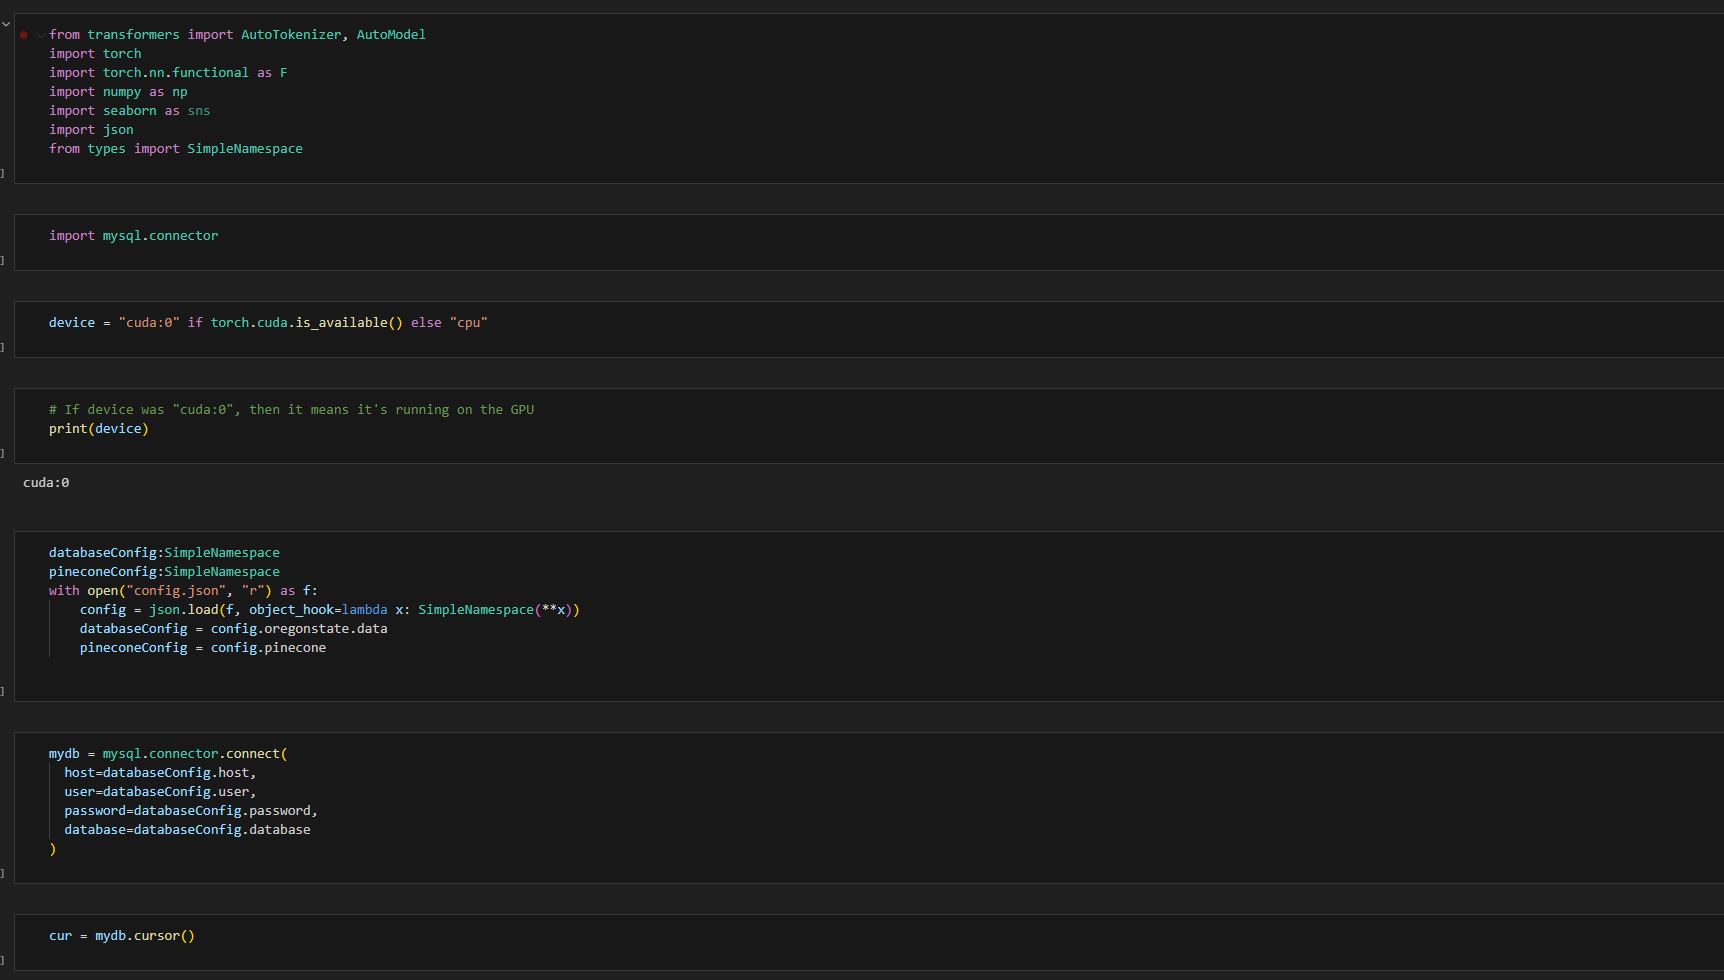 from transformers import AutoTokenizer, AutoModel
import torch
import torch.nn.functional as F
import numpy as np
import seaborn as sns
import json
from types import SimpleNamespace
]
import mysql.connector
]
device = "cuda:0" if torch.cuda.is_available() else "cpu"
]
# If device was "cuda:0", then it means it's running on the GPU
print(device)
]
cuda:0
databaseConfig:SimpleNamespace
pineconeConfig:SimpleNamespace
with open("config.json", "r") as f:
    config = json.load(f, object_hook=lambda x: SimpleNamespace(**x))
    databaseConfig = config.oregonstate.data
    pineconeConfig = config.pinecone
]
mydb = mysql.connector.connect(
  host=databaseConfig.host,
  user=databaseConfig.user,
  password=databaseConfig.password,
  database=databaseConfig.database
)
]
cur = mydb.cursor()
]